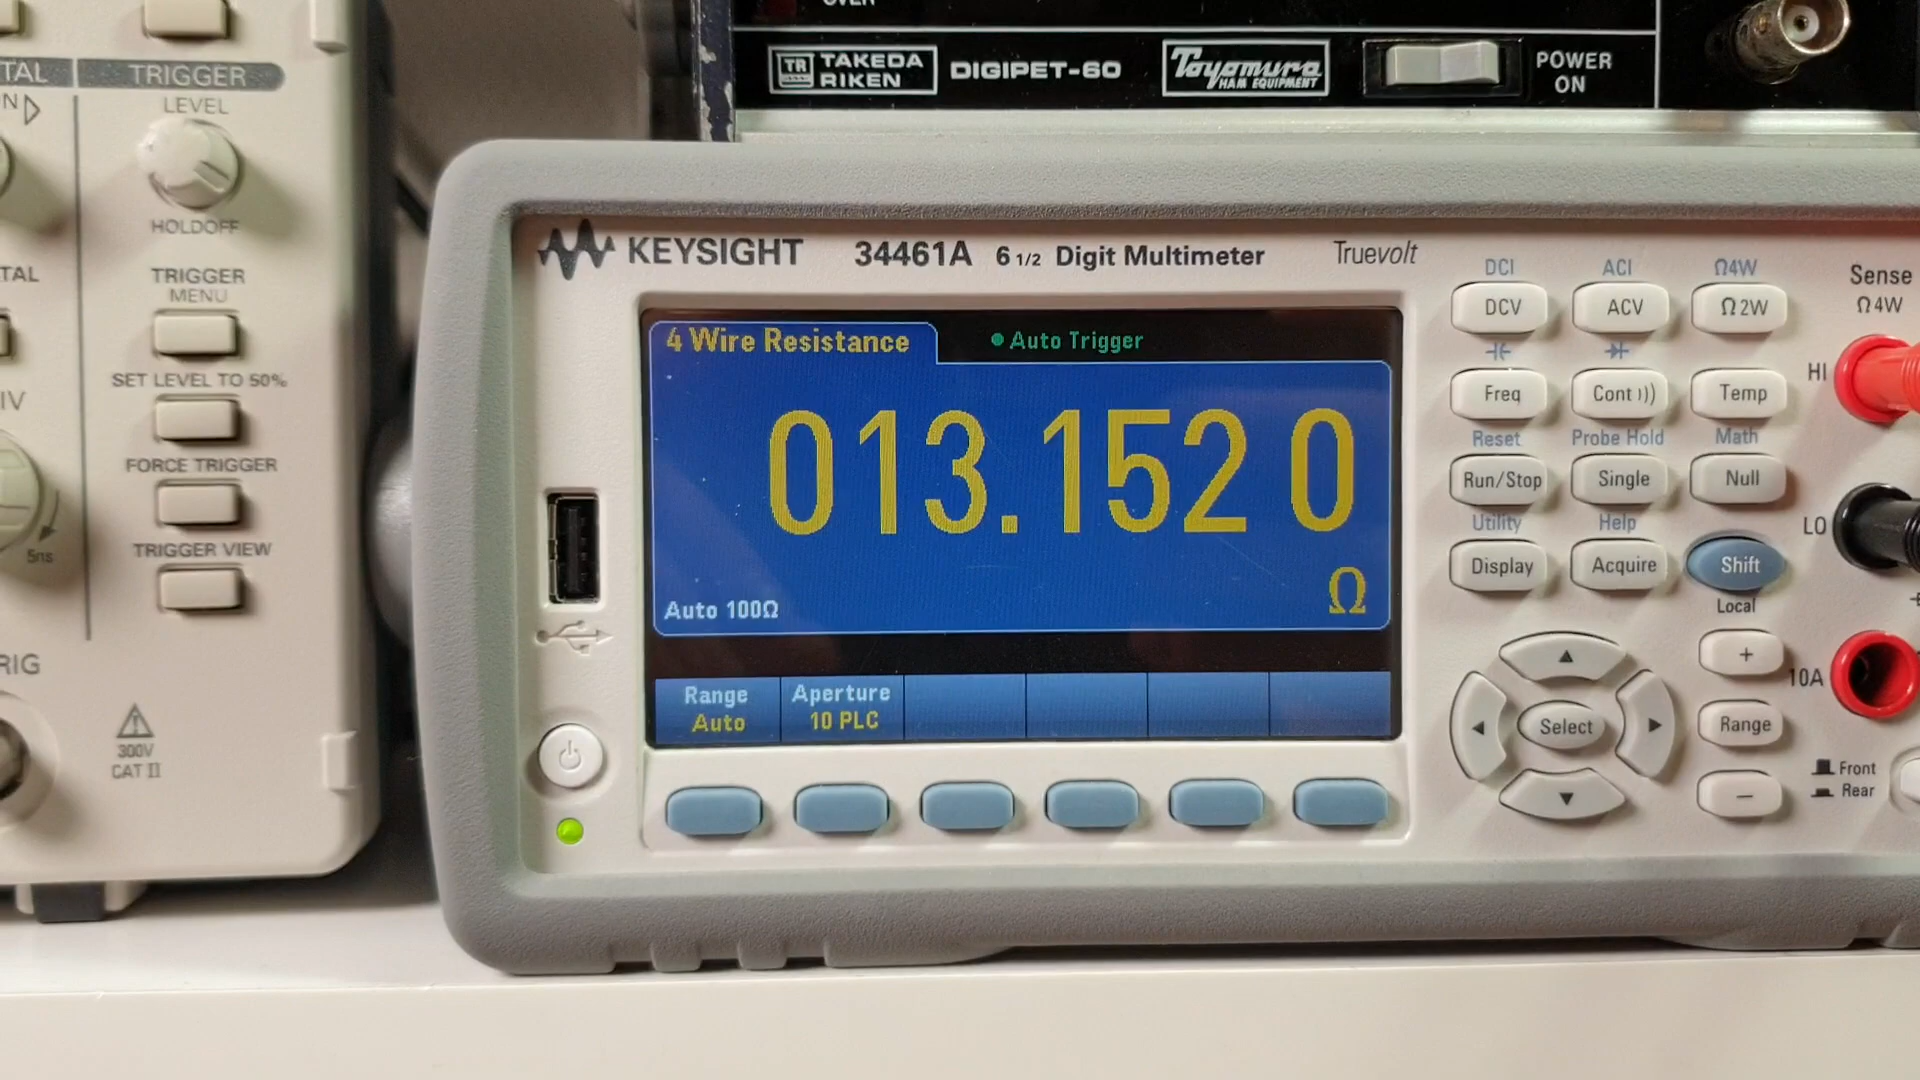 TAKEDA RIKEN
TR
DIGIPET-60
Toyomura
HAM EQUIPMENT
POWER
ON
TRIGGER
LEVEL
HOLDOFF
TRIGGER
MENU
SET LEVEL TO 50%
FORCE TRIGGER
TRIGGER VIEW
5ns
300V
CAT II
KEYSIGHT 34461A 6 1/2 Digit Multimeter Truevolt
4 Wire Resistance
Auto Trigger
013.152 0
Ω
Auto 100Ω
Range
Auto
Aperture
10 PLC
DCI ACI Ω4W
DCV ACV Ω2W
Freq Cont Temp
Reset Probe Hold Math
Run/Stop Single Null
Utility Help
Display Acquire Shift
Local
+
Select Range
−
Sense
Ω4W
HI
LO
10A
Front
Rear